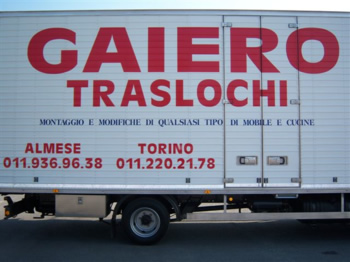 GAIERO
TRASLOCHI
MONTAGGIO E MODIFICHE DI QUALSIASI TIPO DI MOBILE E CUCINE
ALMESE TORINO
011.936.96.38 011.220.21.78